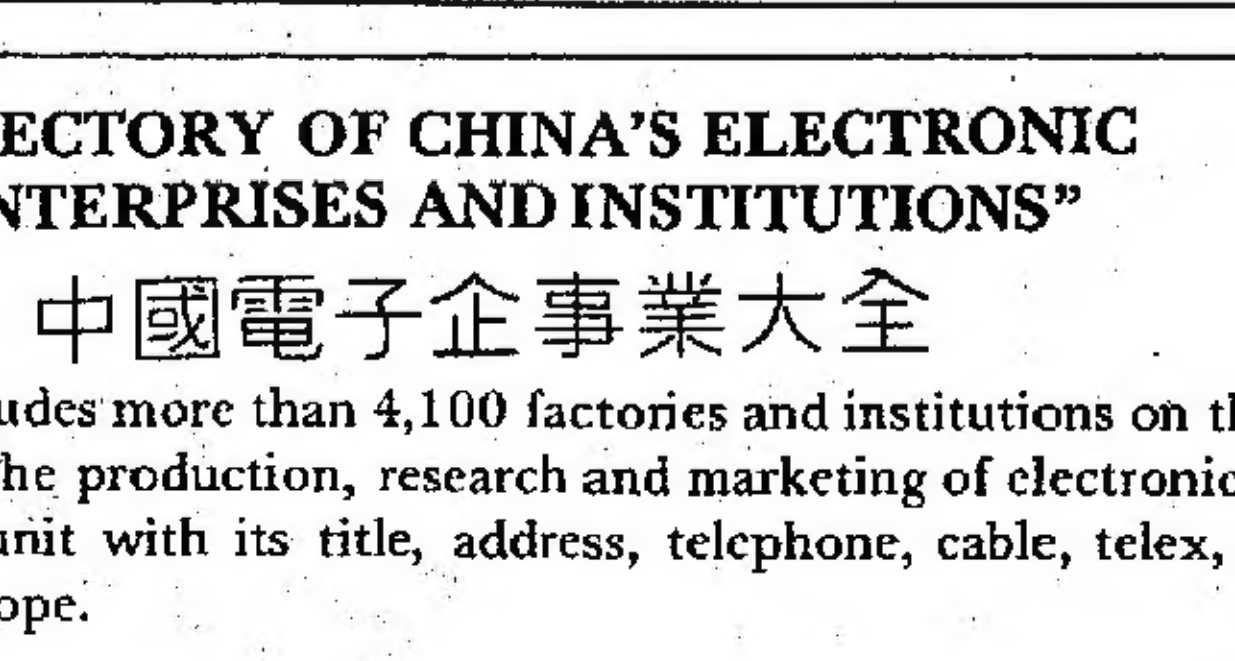 ECTORY OF CHINA'S ELECTRONIC
NTERPRISES AND INSTITUTIONS”
中國電子企事業大全
udes more than 4,100 factories and institutions on th
he production, research and marketing of electronic
unit with its title, address, telephone, cable, telex,
ope.